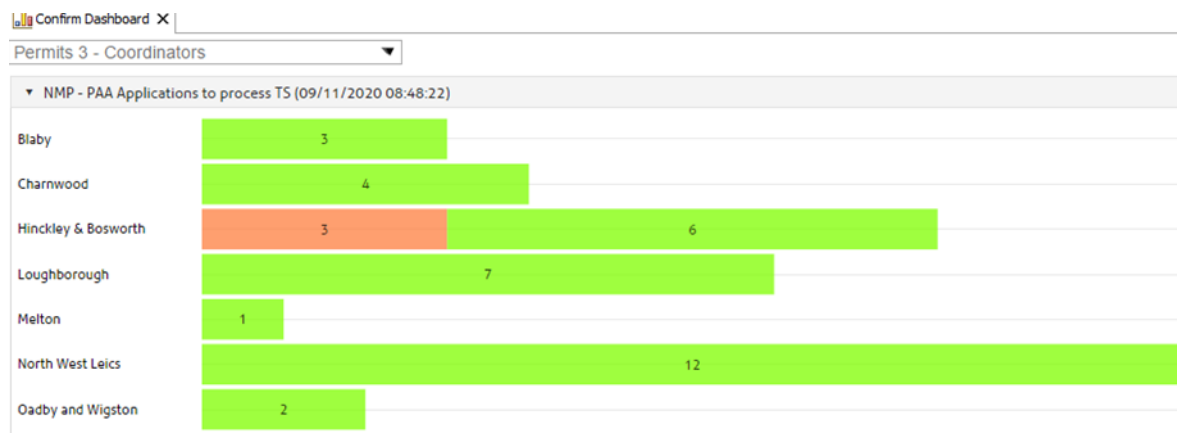 Confirm Dashboard X
Permits 3 - Coordinators
NMP - PAA Applications to process TS (09/11/2020 08:48:22)
Blaby 3
Charnwood 4
Hinckley & Bosworth 3 6
Loughborough 7
Melton 1
North West Leics 12
Oadby and Wigston 2